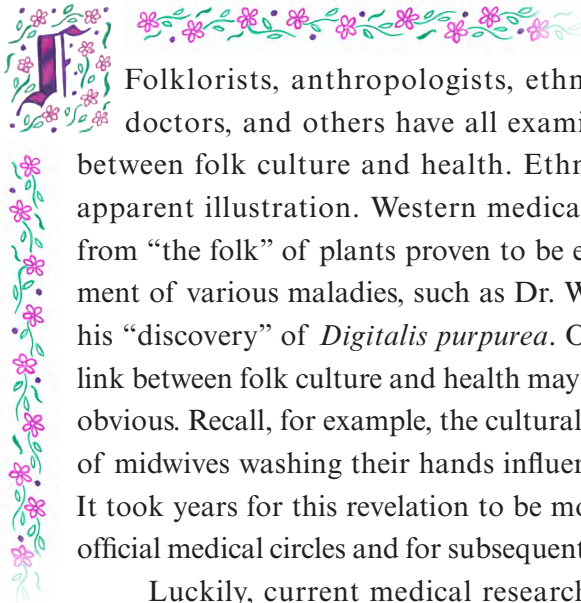 F
Folklorists, anthropologists, ethn
doctors, and others have all exami
between folk culture and health. Ethn
apparent illustration. Western medica
from “the folk” of plants proven to be e
ment of various maladies, such as Dr. W
his “discovery” of Digitalis purpurea. O
link between folk culture and health may
obvious. Recall, for example, the cultural
of midwives washing their hands influen
It took years for this revelation to be mo
official medical circles and for subsequent
Luckily, current medical research